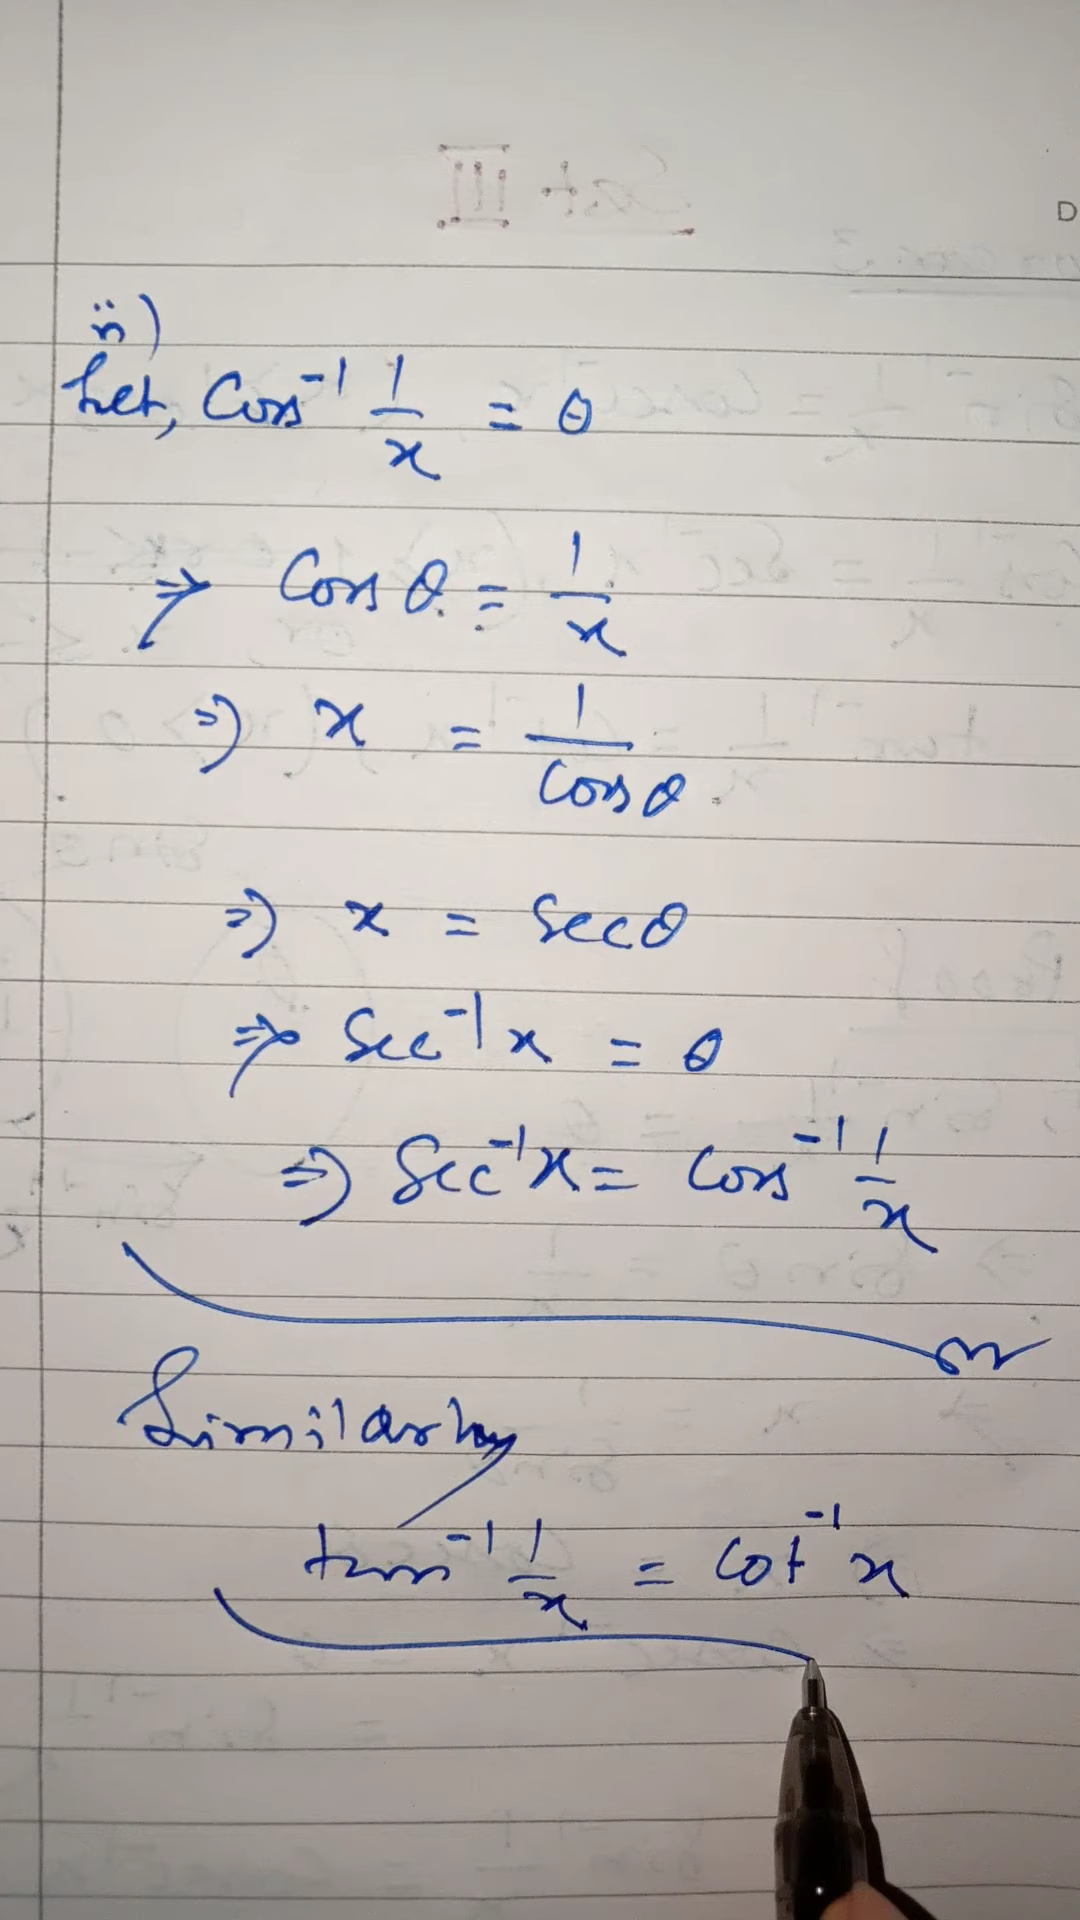 ii)
Let, Cos⁻¹ 1/x = θ
⇒ Cos θ = 1/x
⇒ x = 1/Cos θ
⇒ x = Sec θ
⇒ Sec⁻¹ x = θ
⇒ Sec⁻¹ x = Cos⁻¹ 1/x
Similarly
tan⁻¹ 1/x = Cot⁻¹ x
D